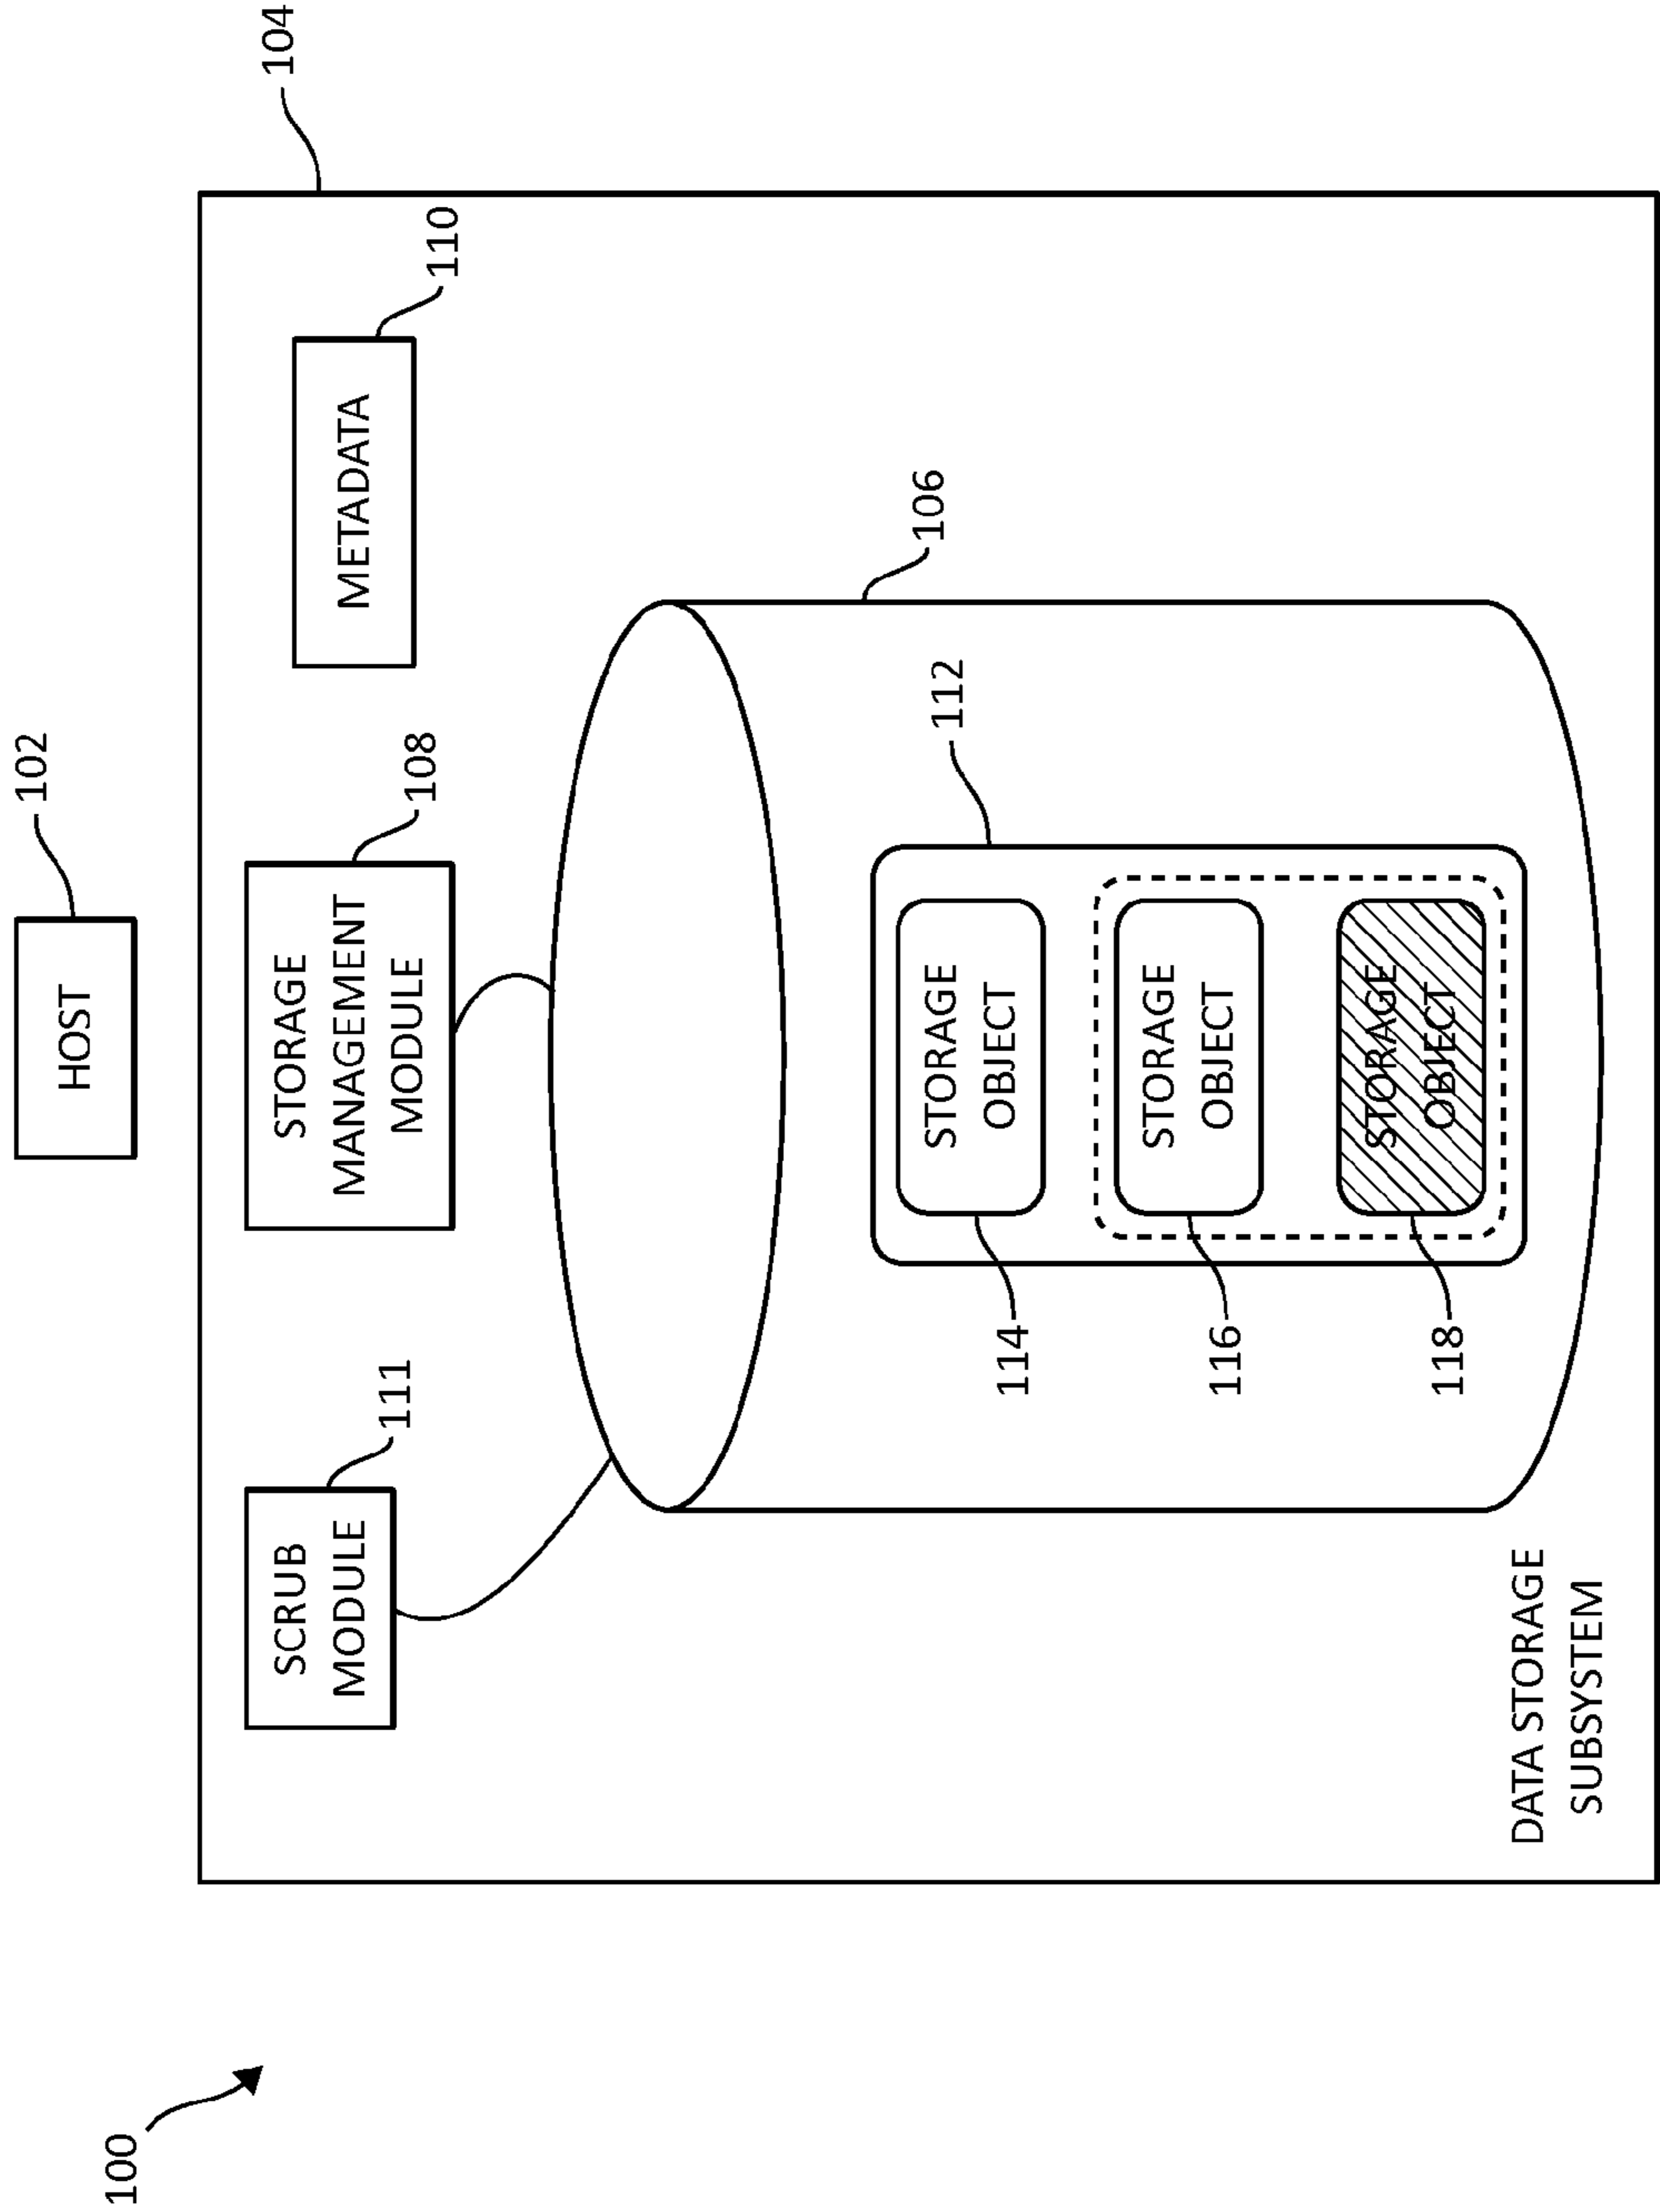 100
HOST
102
104
SCRUB
MODULE
111
STORAGE
MANAGEMENT
MODULE
108
METADATA
110
106
112
STORAGE
OBJECT
114
STORAGE
OBJECT
116
STORAGE
OBJECT
118
DATA STORAGE
SUBSYSTEM